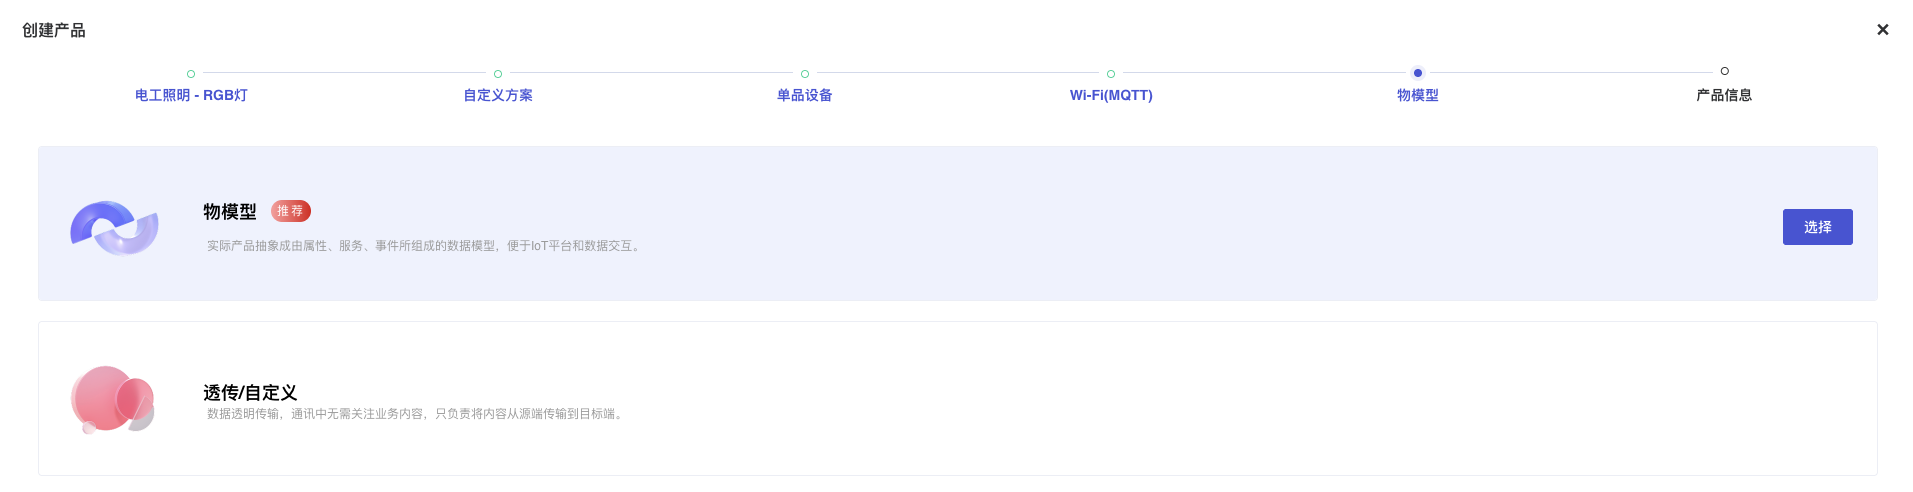 创建产品
电工照明 - RGB灯
自定义方案
单品设备
Wi-Fi(MQTT)
物模型
产品信息
物模型 推荐
实际产品抽象成由属性、服务、事件所组成的数据模型，便于IoT平台和数据交互。
选择
透传/自定义
数据透明传输，通讯中无需关注业务内容，只负责将内容从源端传输到目标端。